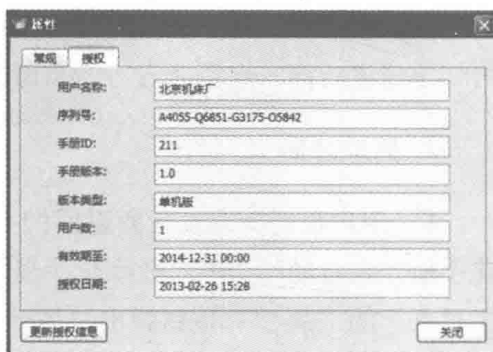 属性
常规 授权
用户名称: 北京机床厂
序列号: A4055-Q6851-G3175-O5842
手册ID: 211
手册版本: 1.0
版本类型: 单机版
用户数: 1
有效期至: 2014-12-31 00:00
授权日期: 2013-02-26 15:28
更新授权信息 关闭